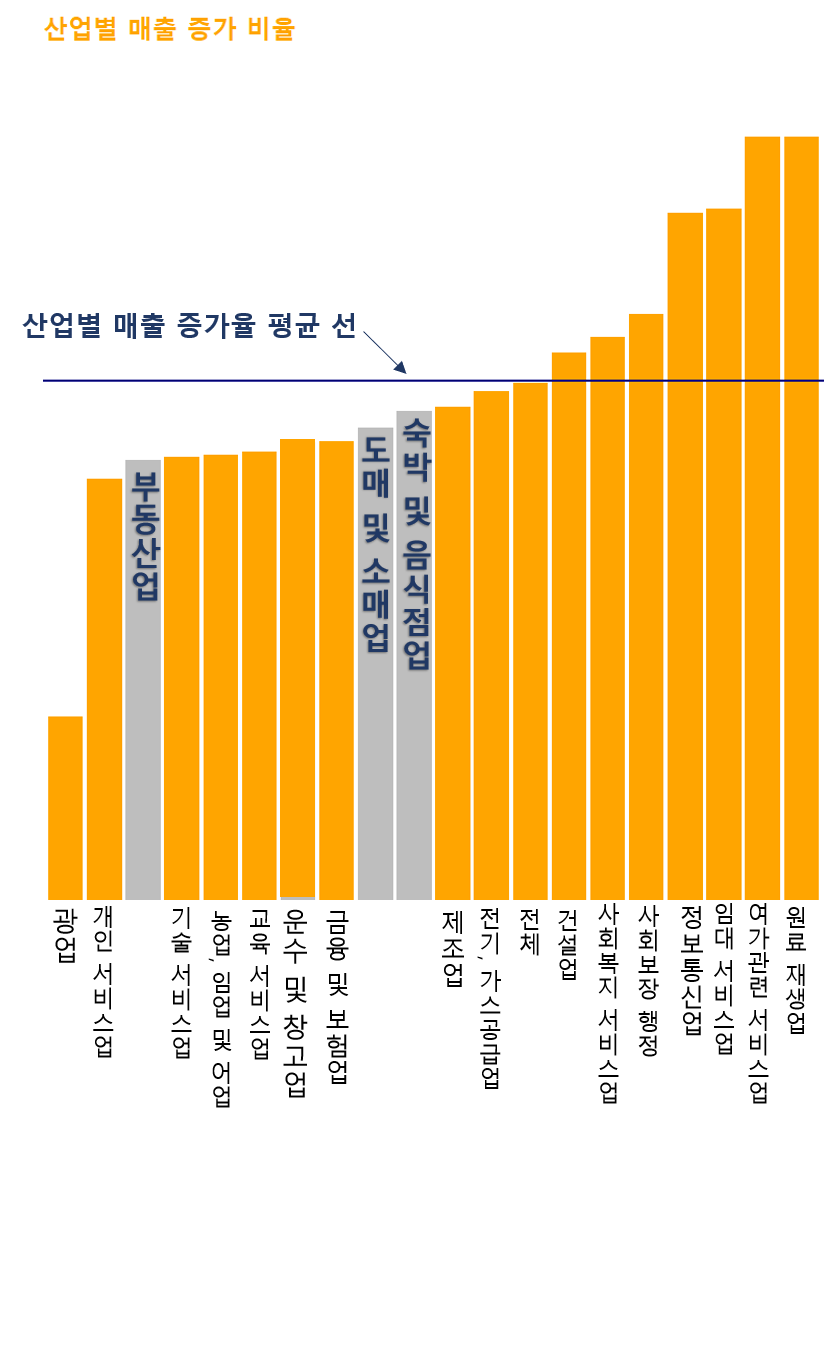 산업별 매출 증가 비율
산업별 매출 증가율 평균 선
광업
개인 서비스업
부동산업
기술 서비스업
농업, 임업 및 어업
교육 서비스업
운수 및 창고업
금융 및 보험업
도매 및 소매업
숙박 및 음식점업
제조업
전기, 가스공급업
전체
건설업
사회복지 서비스업
사회보장 행정
정보통신업
임대 서비스업
여가관련 서비스업
원료 재생업